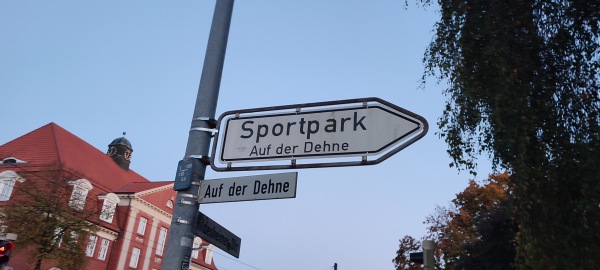 Sportpark
Auf der Dehne
Auf der Dehne